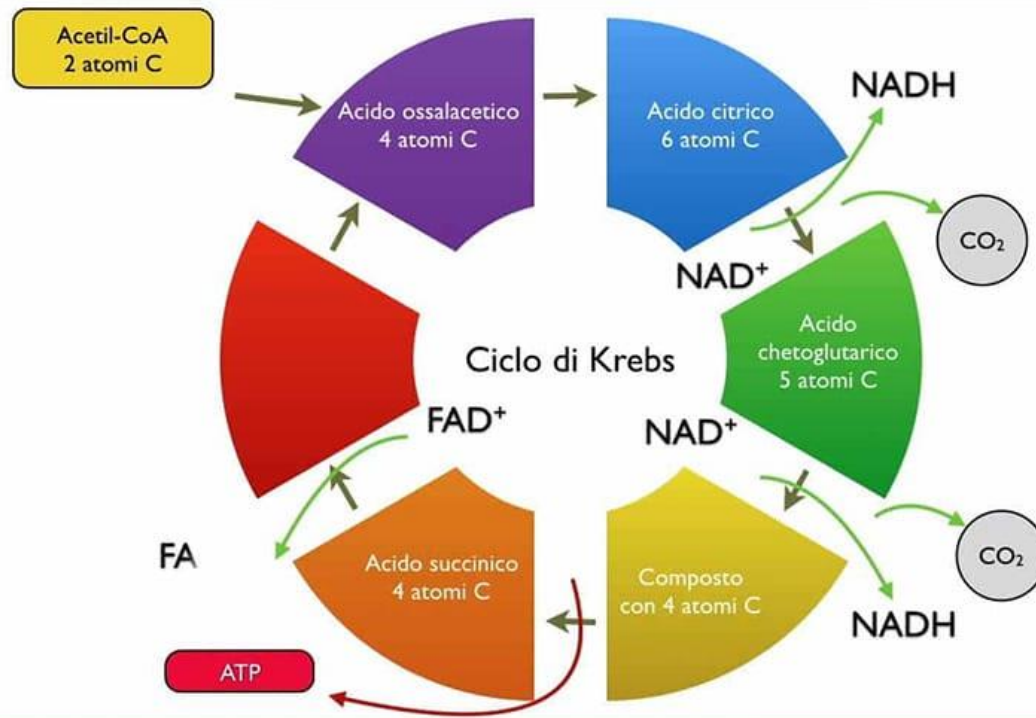 Acetil-CoA
2 atomi C
Acido ossalacetico
4 atomi C
Acido citrico
6 atomi C
NADH
CO₂
NAD⁺
Acido
chetoglutarico
5 atomi C
Ciclo di Krebs
FAD⁺
NAD⁺
FA
Acido succinico
4 atomi C
Composto
con 4 atomi C
CO₂
NADH
ATP